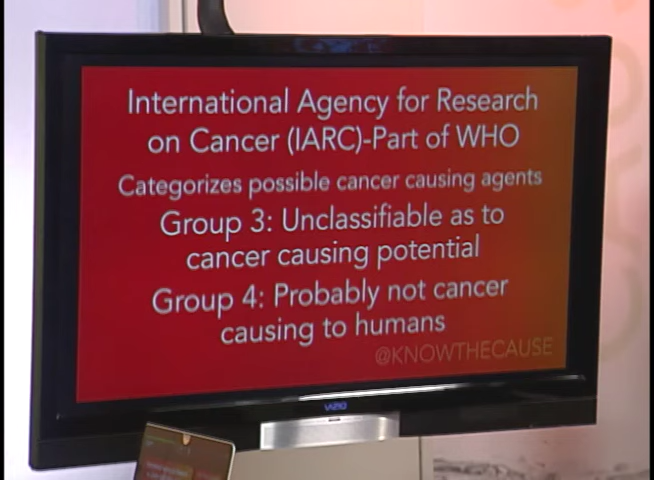 International Agency for Research
on Cancer (IARC)-Part of WHO
Categorizes possible cancer causing agents
Group 3: Unclassifiable as to
cancer causing potential
Group 4: Probably not cancer
causing to humans
@KNOWTHECAUSE
VIZIO